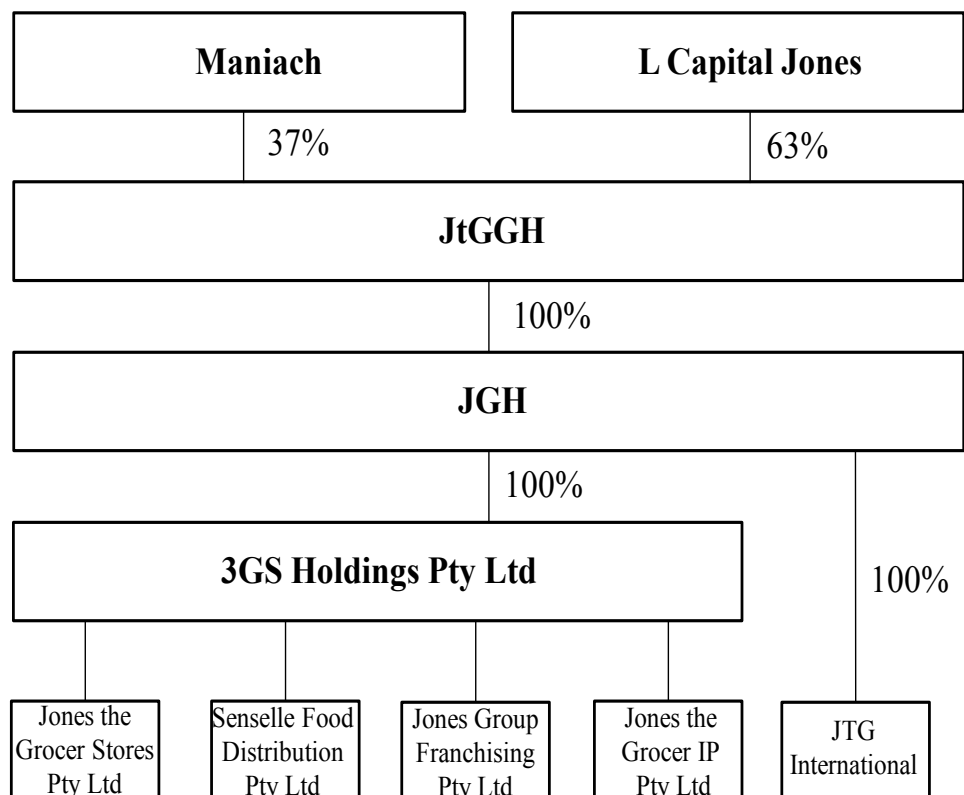 Maniach
L Capital Jones
37%
63%
JtGGH
100%
JGH
100%
3GS Holdings Pty Ltd
100%
Jones the
Grocer Stores
Pty Ltd
Senselle Food
Distribution
Pty Ltd
Jones Group
Franchising
Pty Ltd
Jones the
Grocer IP
Pty Ltd
JTG
International